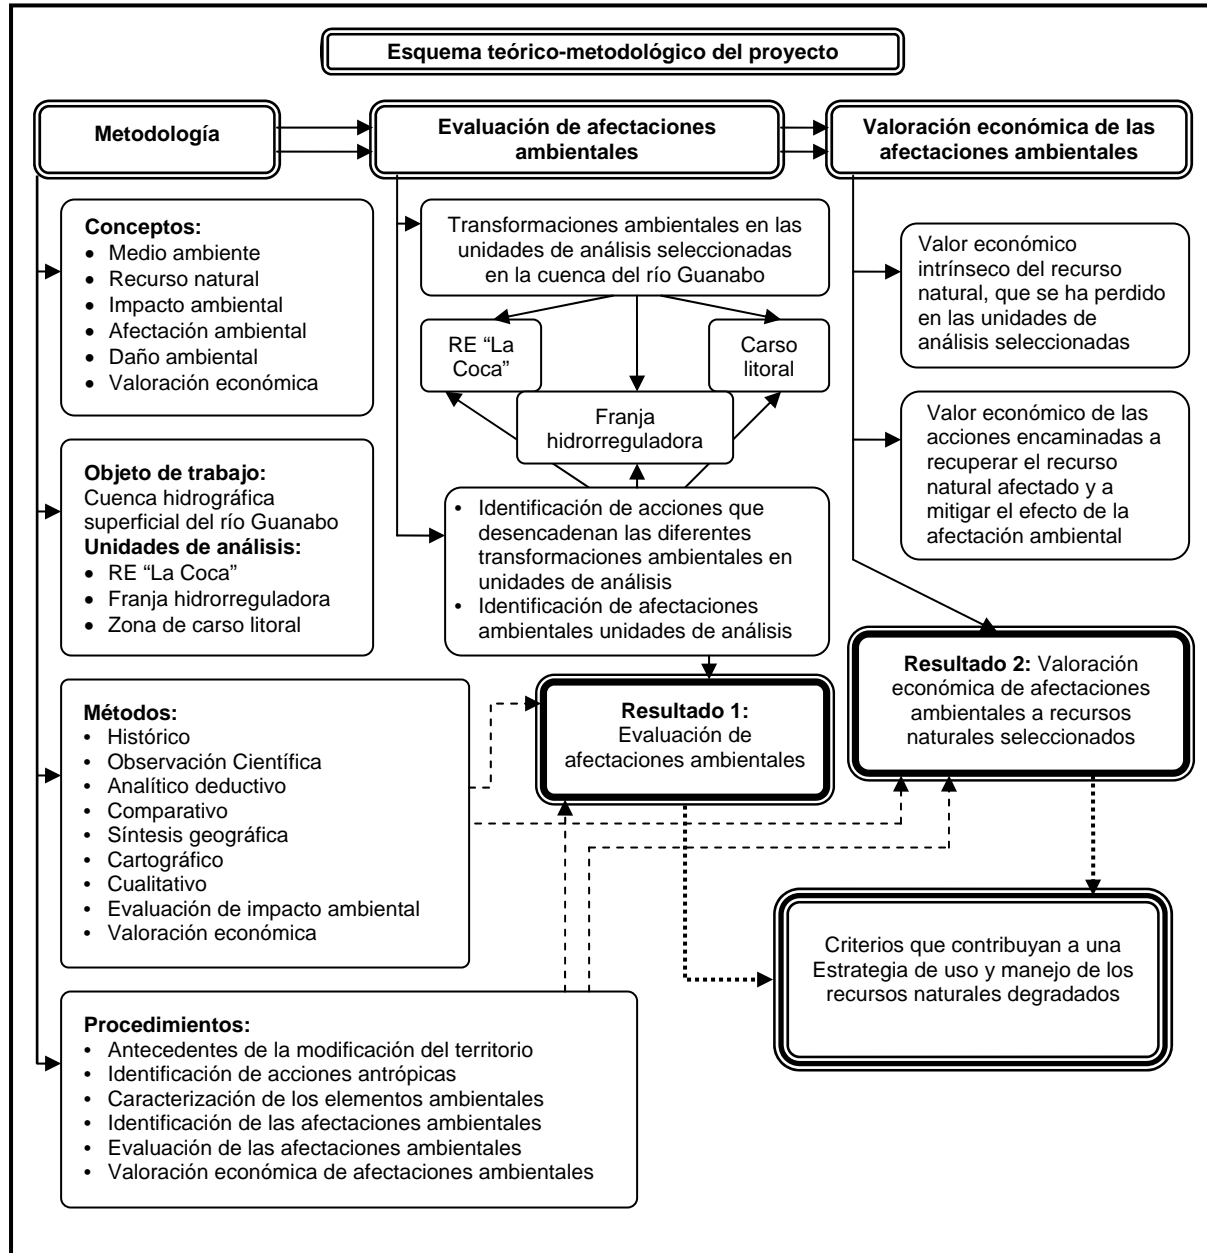 Esquema teórico-metodológico del proyecto
Metodología
Evaluación de afectaciones
ambientales
Valoración económica de las
afectaciones ambientales
Conceptos:
• Medio ambiente
• Recurso natural
• Impacto ambiental
• Afectación ambiental
• Daño ambiental
• Valoración económica
Objeto de trabajo:
Cuenca hidrográfica
superficial del río Guanabo
Unidades de análisis:
• RE “La Coca”
• Franja hidrorreguladora
• Zona de carso litoral
Métodos:
• Histórico
• Observación Científica
• Analítico deductivo
• Comparativo
• Síntesis geográfica
• Cartográfico
• Cualitativo
• Evaluación de impacto ambiental
• Valoración económica
Procedimientos:
• Antecedentes de la modificación del territorio
• Identificación de acciones antrópicas
• Caracterización de los elementos ambientales
• Identificación de las afectaciones ambientales
• Evaluación de las afectaciones ambientales
• Valoración económica de afectaciones ambientales
Transformaciones ambientales en las
unidades de análisis seleccionadas
en la cuenca del río Guanabo
RE “La
Coca”
Carso
litoral
Franja
hidrorreguladora
• Identificación de acciones que
desencadenan las diferentes
transformaciones ambientales en
unidades de análisis
• Identificación de afectaciones
ambientales unidades de análisis
Resultado 1:
Evaluación de
afectaciones ambientales
Valor económico
intrínseco del recurso
natural, que se ha perdido
en las unidades de
análisis seleccionadas
Valor económico de las
acciones encaminadas a
recuperar el recurso
natural afectado y a
mitigar el efecto de la
afectación ambiental
Resultado 2: Valoración
económica de afectaciones
ambientales a recursos
naturales seleccionados
Criterios que contribuyan a una
Estrategia de uso y manejo de los
recursos naturales degradados